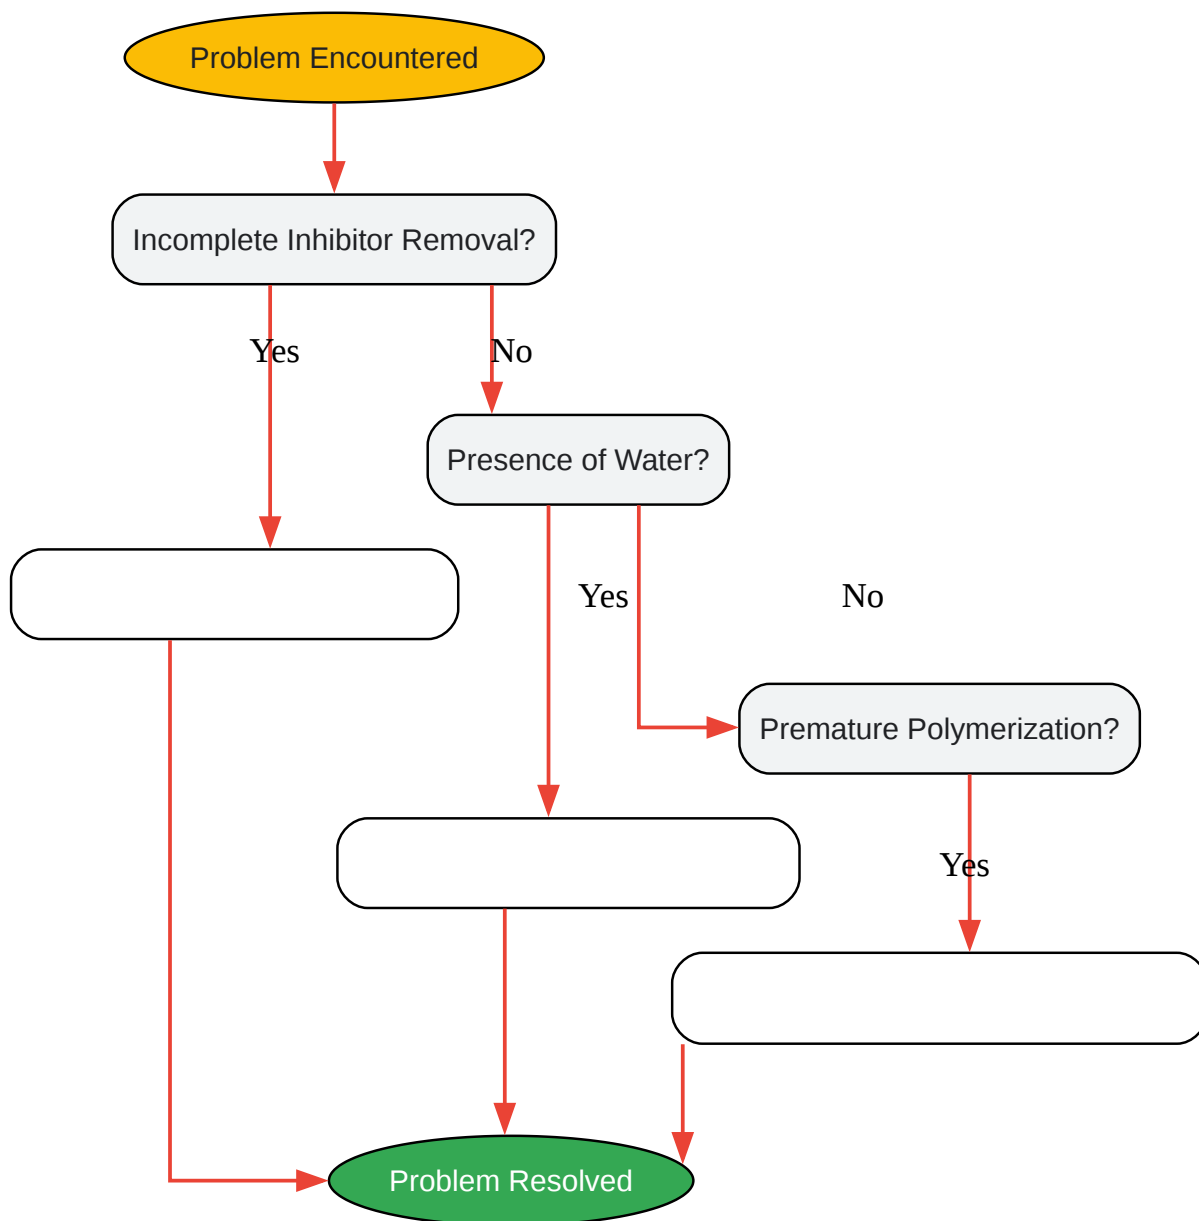 Problem Encountered
Incomplete Inhibitor Removal?
Yes
No
Presence of Water?
Yes
No
Premature Polymerization?
Yes
Problem Resolved